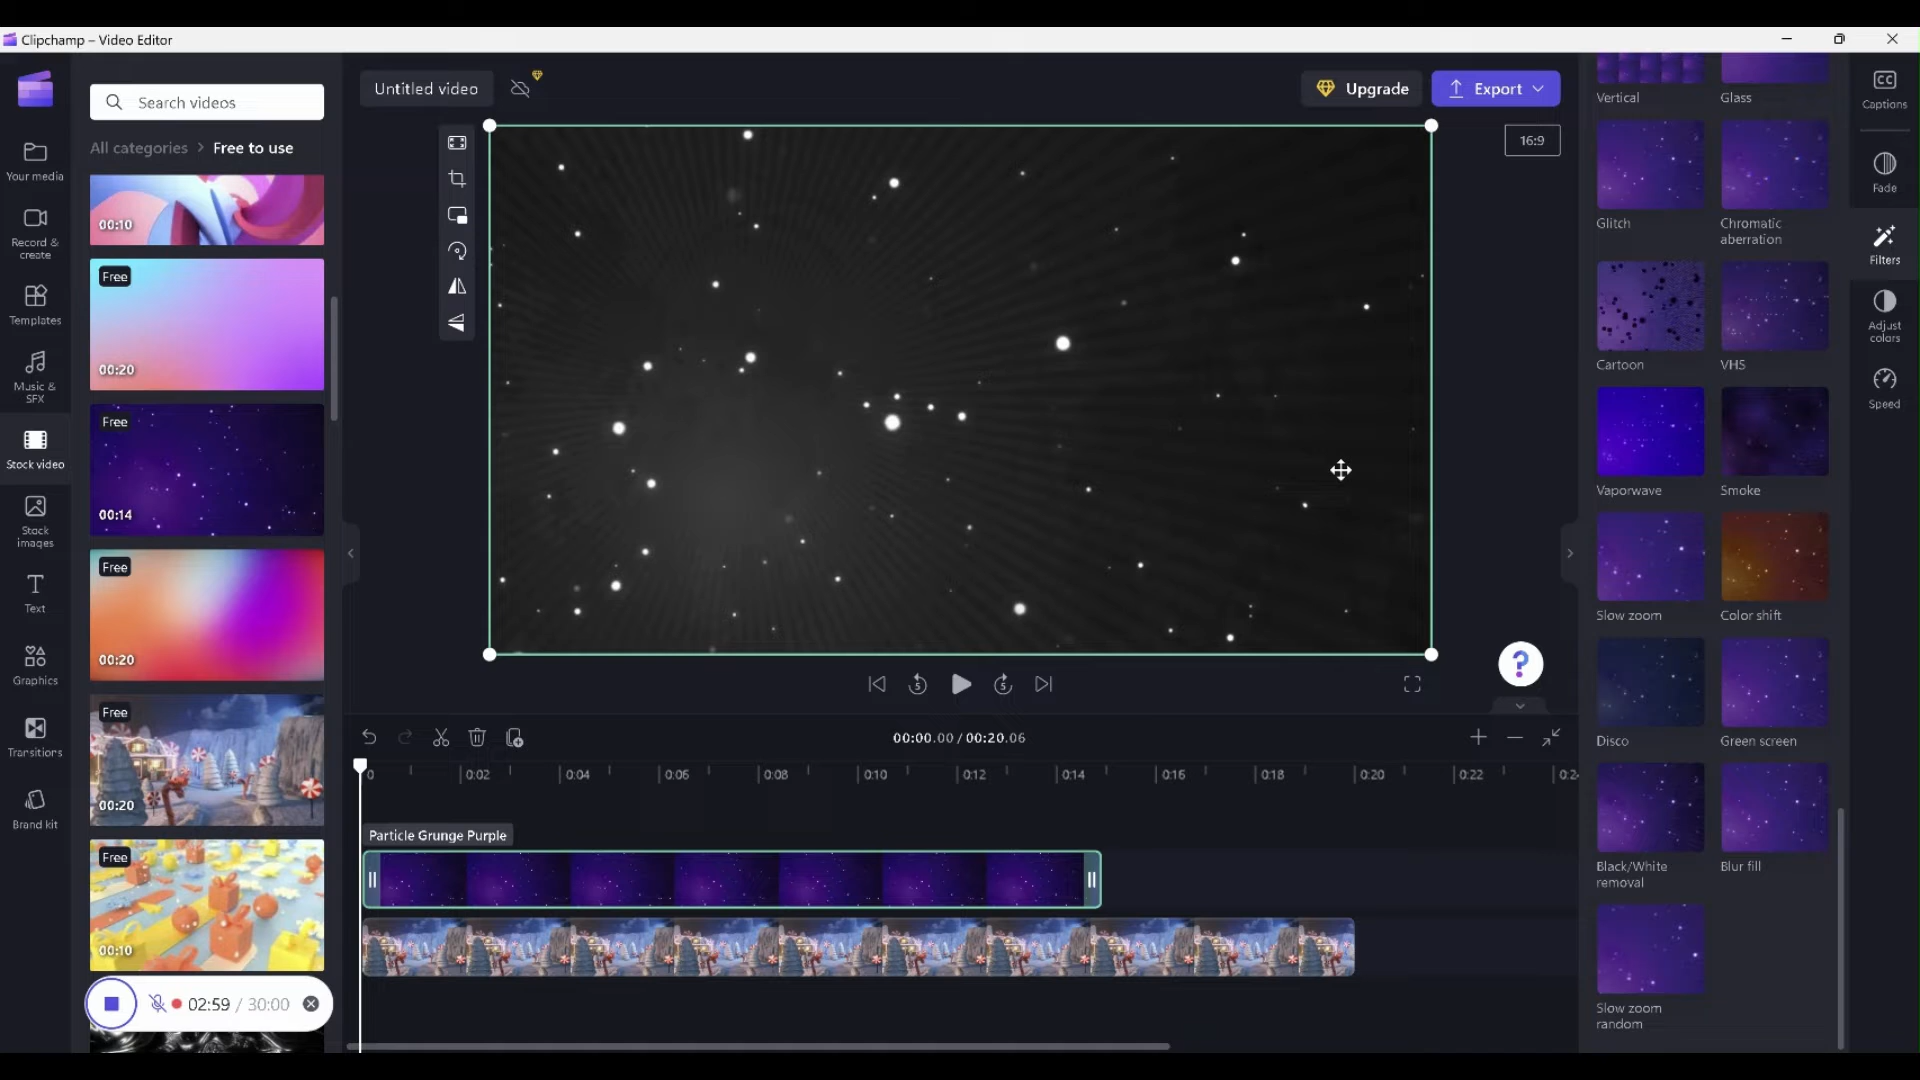 Clipchamp – Video Editor
Search videos
All categories > Free to use
Your media
Record &
create
Templates
Music &
SFX
Stock video
Stock
images
Text
Graphics
Transitions
Brand kit
00:10
Free
00:20
Free
00:14
Free
00:20
Free
00:20
Free
00:10
02:59 / 30:00
Untitled video
Upgrade
Export
16:9
5
5
?
00:00.00 / 00:20.06
0
0:02
0:04
0:06
0:08
0:10
0:12
0:14
0:16
0:18
0:20
0:22
Particle Grunge Purple
Vertical
Glass
Glitch
Chromatic
aberration
Cartoon
VHS
Vaporwave
Smoke
Slow zoom
Color shift
Disco
Green screen
Black/White
removal
Blur fill
Slow zoom
random
CC
Captions
Fade
Filters
Adjust
colors
Speed